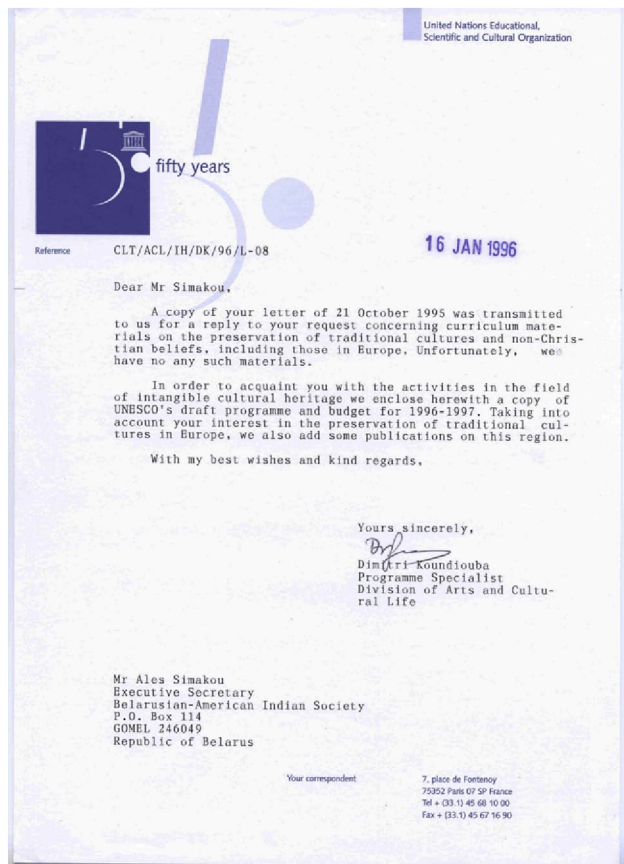 United Nations Educational,
Scientific and Cultural Organization
UNESCO
fifty years
Reference
CLT/ACL/IH/DK/96/L-08
16 JAN 1996
Dear Mr Simakou,
A copy of your letter of 21 October 1995 was transmitted
to us for a reply to your request concerning curriculum mate-
rials on the preservation of traditional cultures and non-Chris-
tian beliefs, including those in Europe. Unfortunately, we
have no any such materials.
In order to acquaint you with the activities in the field
of intangible cultural heritage we enclose herewith a copy of
UNESCO's draft programme and budget for 1996-1997. Taking into
account your interest in the preservation of traditional cul-
tures in Europe, we also add some publications on this region.
With my best wishes and kind regards,
Yours sincerely,
Dimitri Koundiouba
Programme Specialist
Division of Arts and Cultu-
ral Life
Mr Ales Simakou
Executive Secretary
Belarusian-American Indian Society
P.O. Box 114
GOMEL 246049
Republic of Belarus
Your correspondent
7, place de Fontenoy
75352 Paris 07 SP France
Tel + (33.1) 45 68 10 00
Fax + (33.1) 45 67 16 90